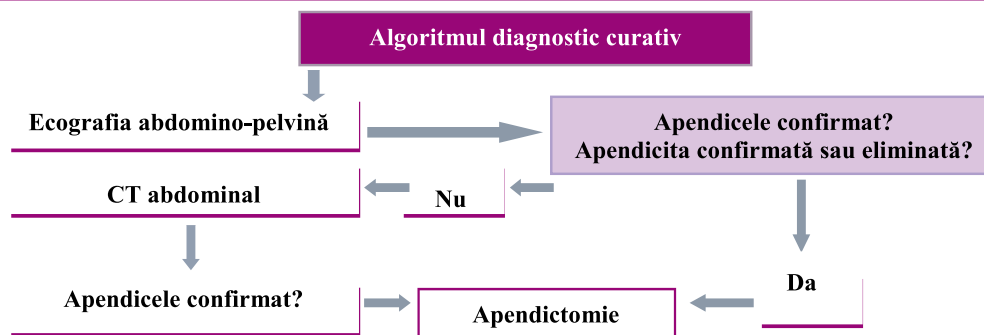 Algoritmul diagnostic curativ
Ecografia abdomino-pelvină
Apendicele confirmat?
Apendicita confirmată sau eliminată?
CT abdominal
Nu
Da
Apendicele confirmat?
Apendictomie